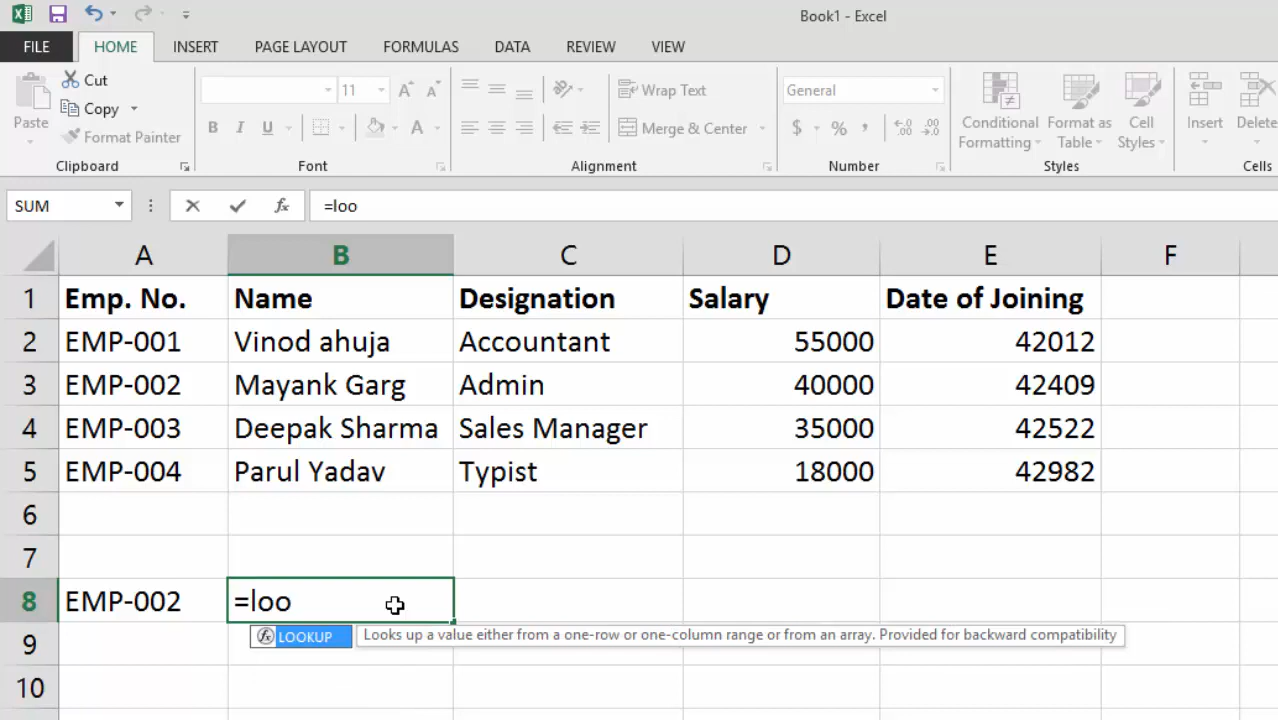 Book1 - Excel
FILE HOME INSERT PAGE LAYOUT FORMULAS DATA REVIEW VIEW
Paste
Cut
Copy
Format Painter
Clipboard
11
A A
B I U A
Font
Wrap Text
Merge & Center
Alignment
General
$ % , .00 .0
Number
Conditional Formatting
Format as Table
Cell Styles
Styles
Insert Delete
Cells
SUM fx =loo
A B C D E F
1 Emp. No. Name Designation Salary Date of Joining
2 EMP-001 Vinod ahuja Accountant 55000 42012
3 EMP-002 Mayank Garg Admin 40000 42409
4 EMP-003 Deepak Sharma Sales Manager 35000 42522
5 EMP-004 Parul Yadav Typist 18000 42982
6
7
8 EMP-002 =loo
fx LOOKUP Looks up a value either from a one-row or one-column range or from an array. Provided for backward compatibility
9
10